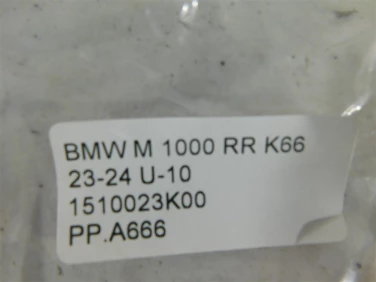 BMW M 1000 RR K66
23-24 U-10
1510023K00
PP.A666